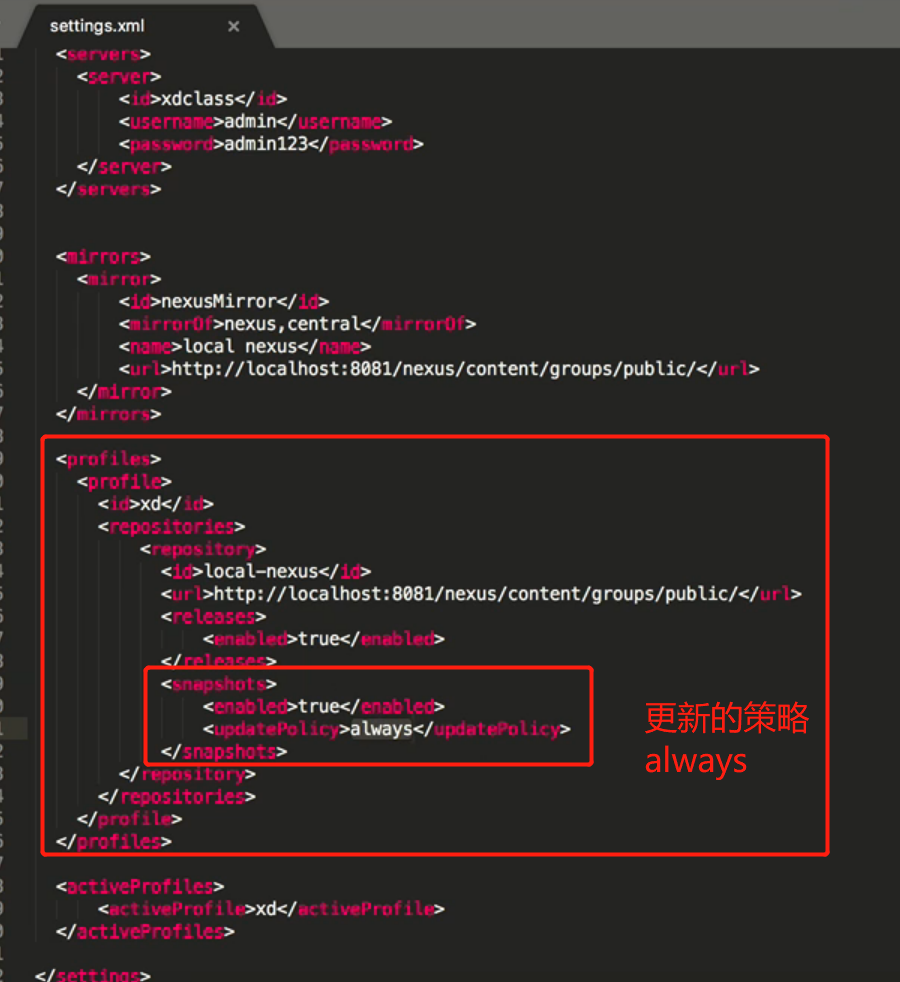 settings.xml ×
<servers>
<server>
<id>xdclass</id>
<username>admin</username>
<password>admin123</password>
</server>
</servers>
<mirrors>
<mirror>
<id>nexusMirror</id>
<mirrorOf>nexus,central</mirrorOf>
<name>local nexus</name>
<url>http://localhost:8081/nexus/content/groups/public/</url>
</mirror>
</mirrors>
<profiles>
<profile>
<id>xd</id>
<repositories>
<repository>
<id>local-nexus</id>
<url>http://localhost:8081/nexus/content/groups/public/</url>
<releases>
<enabled>true</enabled>
</releases>
<snapshots>
<enabled>true</enabled>
<updatePolicy>always</updatePolicy>
</snapshots>
</repository>
</repositories>
</profile>
</profiles>
更新的策略
always
<activeProfiles>
<activeProfile>xd</activeProfile>
</activeProfiles>
</settings>